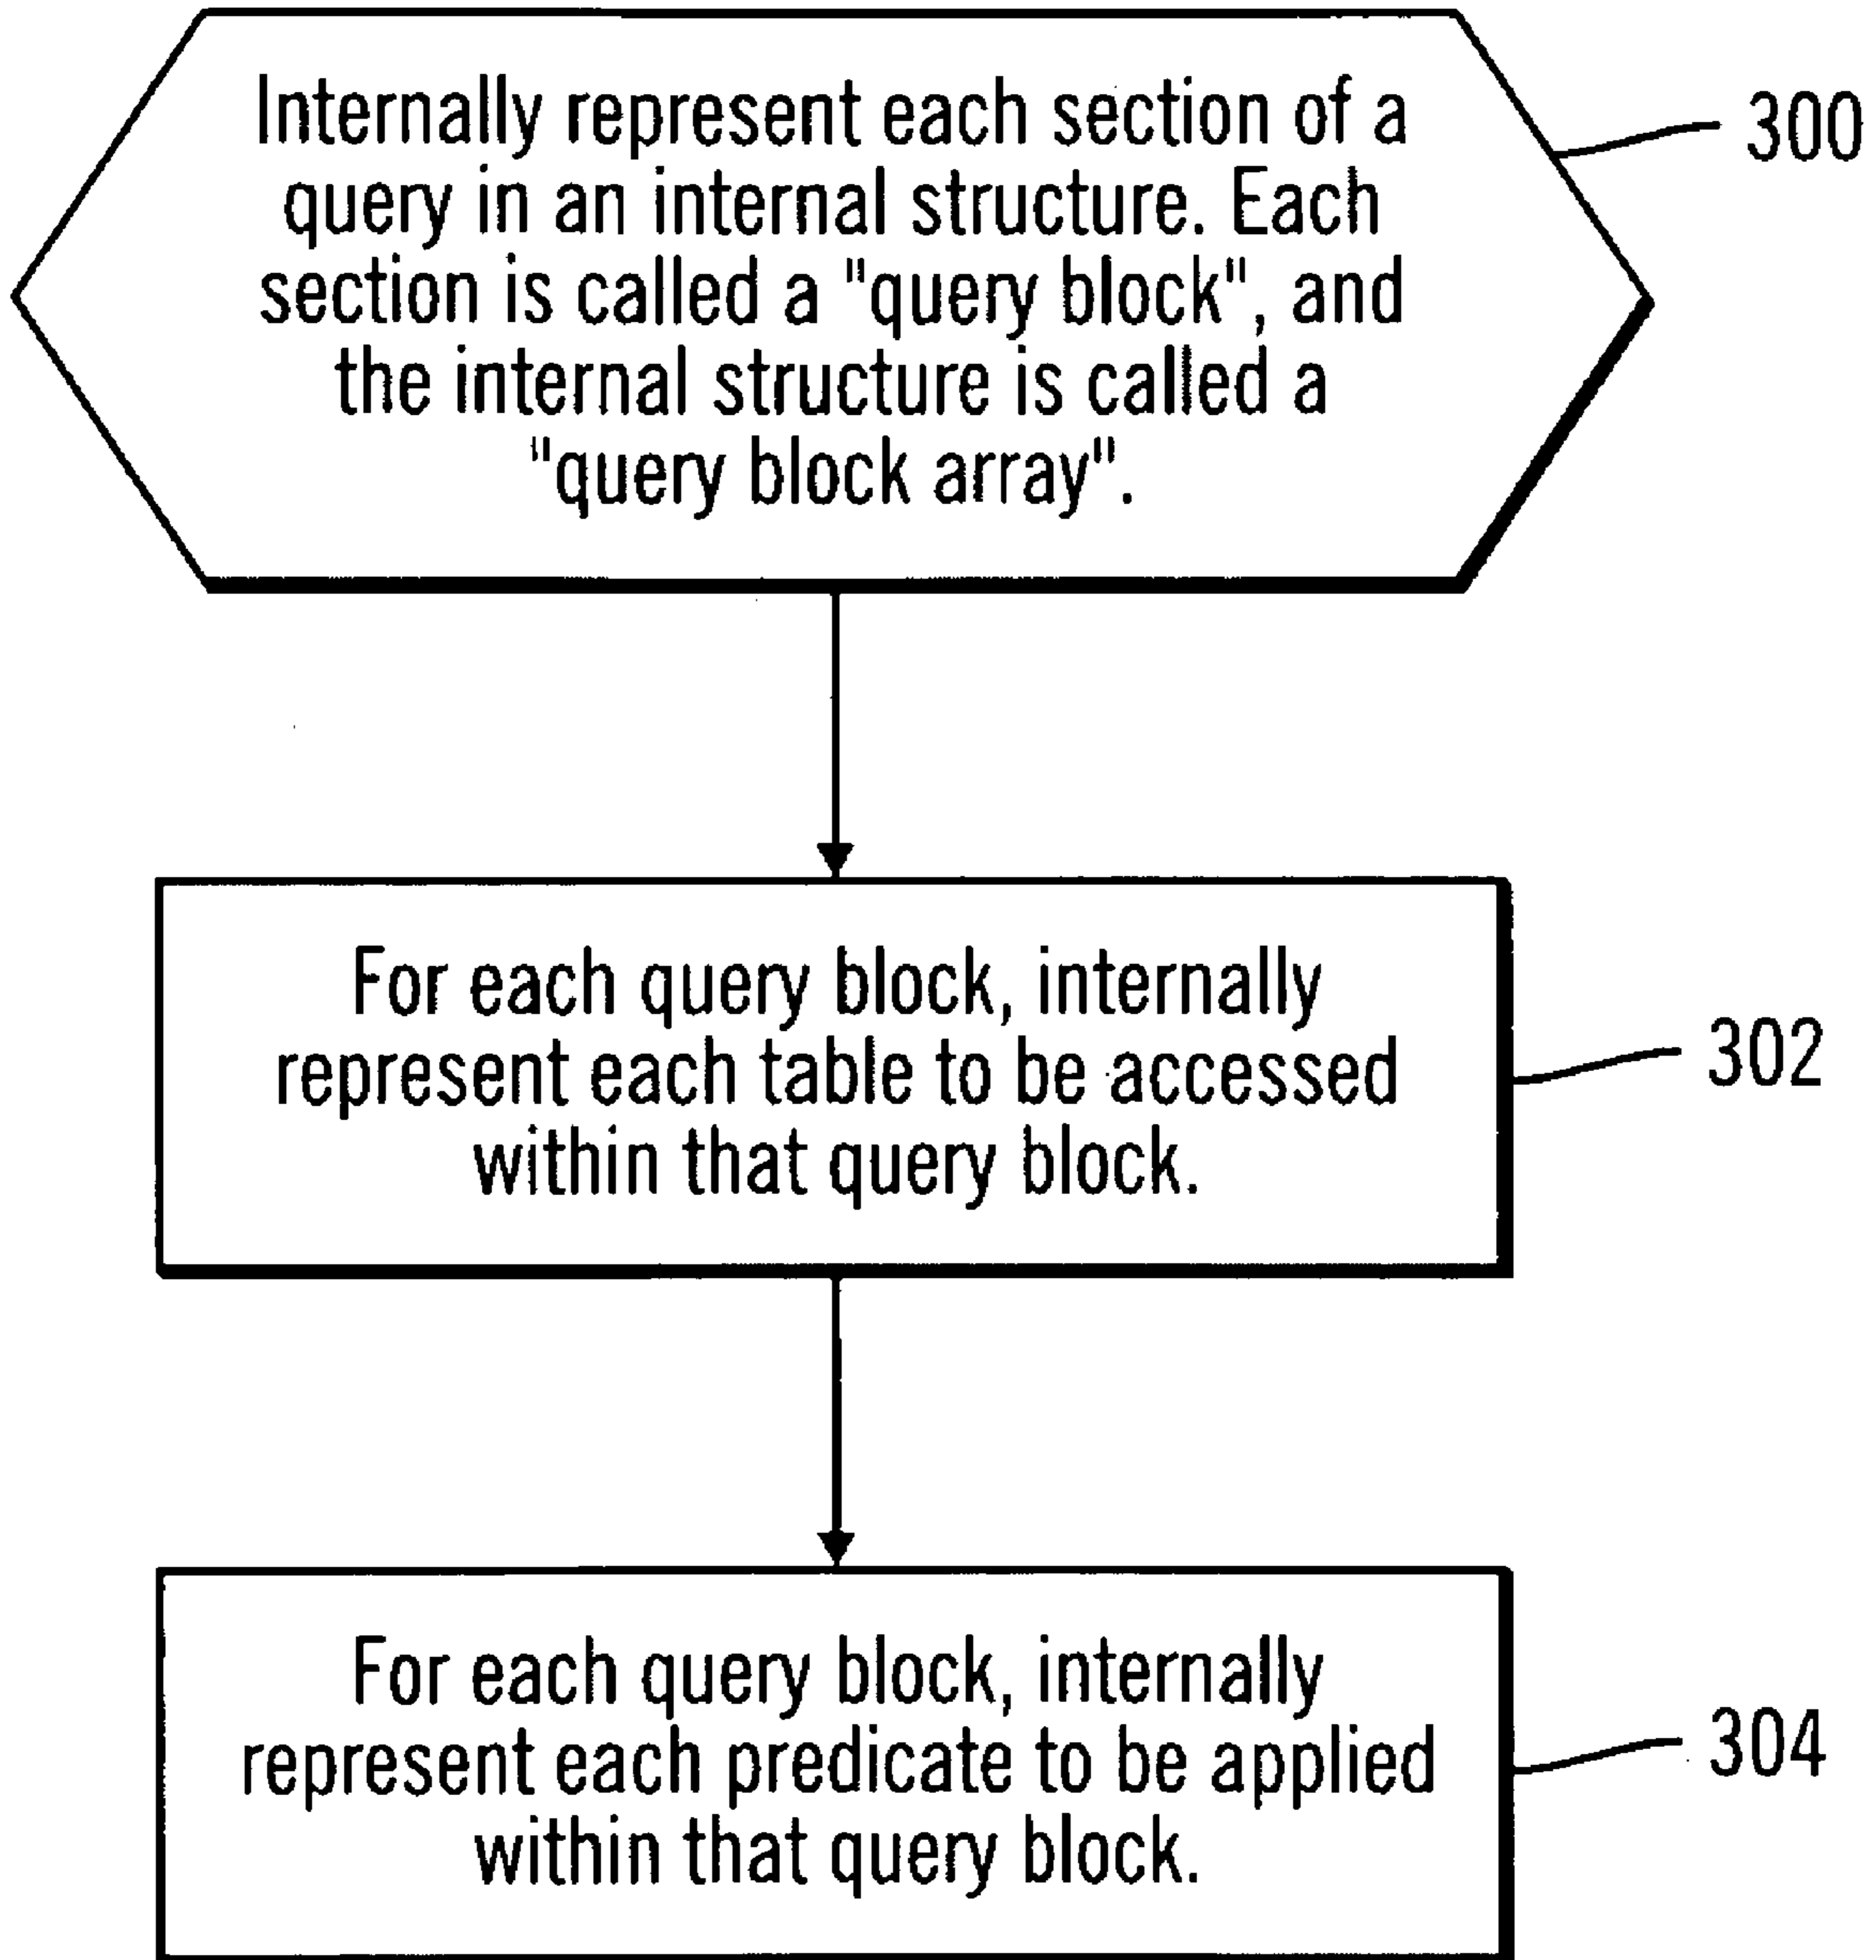 Internally represent each section of a
query in an internal structure. Each
section is called a "query block", and
the internal structure is called a
"query block array".
300
For each query block, internally
represent each table to be accessed
within that query block.
302
For each query block, internally
represent each predicate to be applied
within that query block.
304